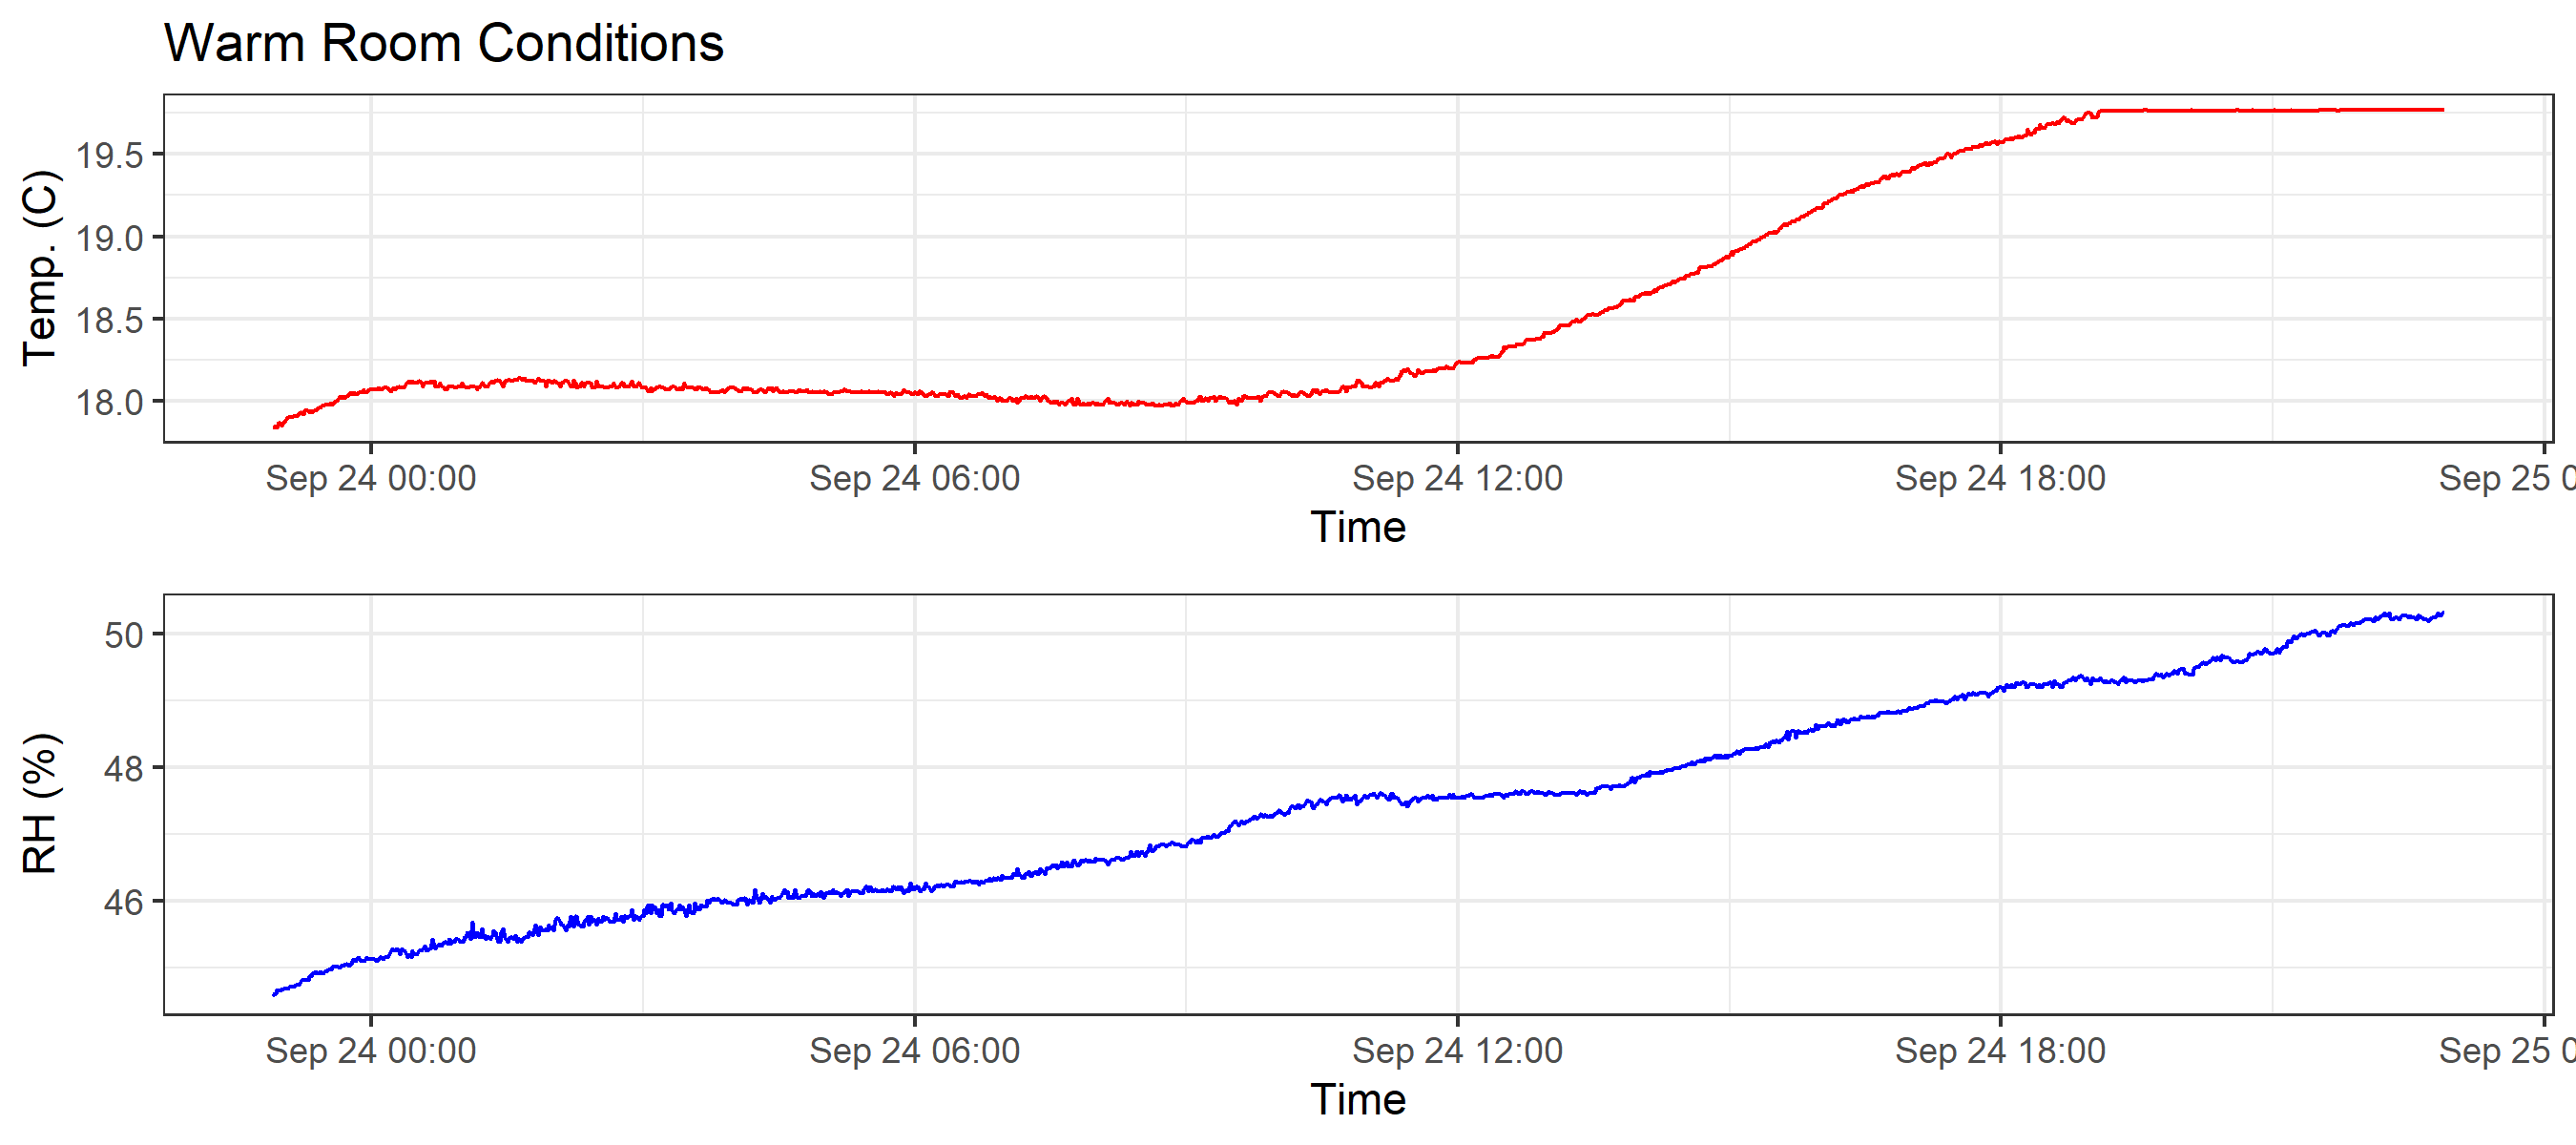 Warm Room Conditions
Temp. (C)
19.5
19.0
18.5
18.0
Sep 24 00:00 Sep 24 06:00 Sep 24 12:00 Sep 24 18:00 Sep 25 0
Time
RH (%)
50
48
46
Sep 24 00:00 Sep 24 06:00 Sep 24 12:00 Sep 24 18:00 Sep 25 0
Time